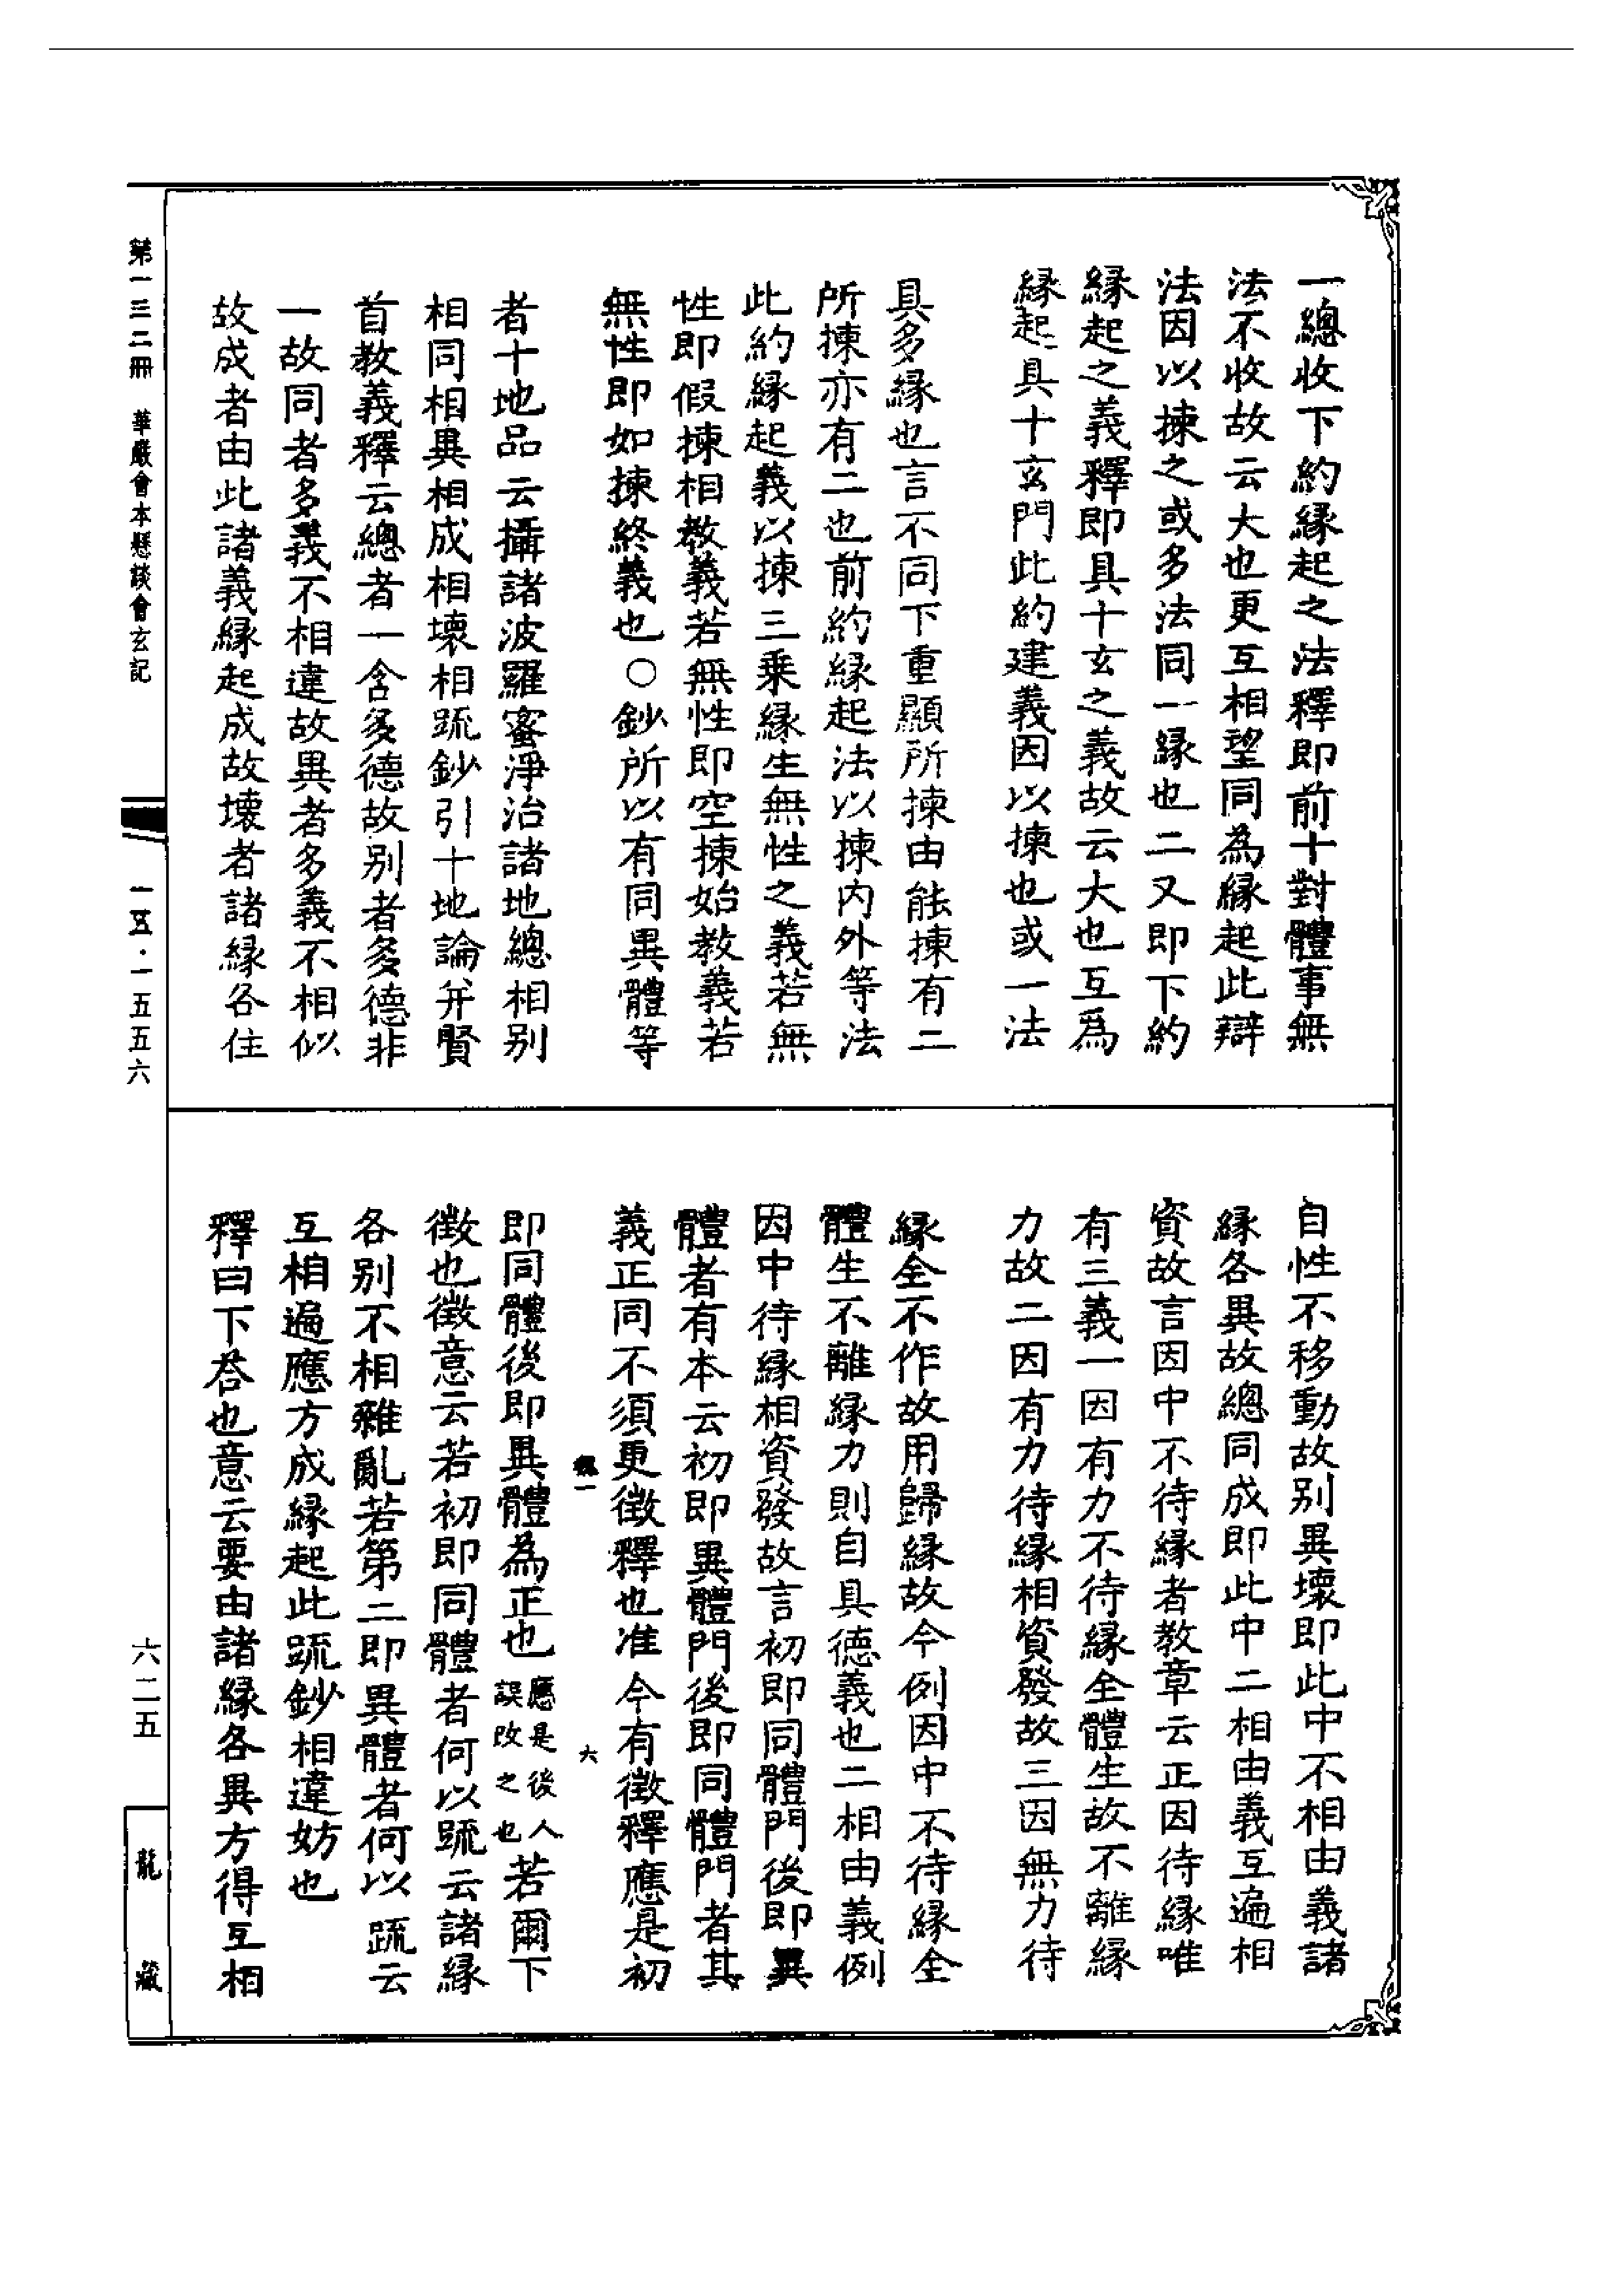 一總收下約緣起之法釋即前十對體事無
法不收故云大也更互相望同為緣起此辯
法因以揀之或多法同一緣也二又即下約
緣起之義釋即具十玄之義故云大也互爲
緣起具十玄門此約建義因以揀也或一法
具多緣也言不同下重顯所揀由能揀有二
所揀亦有二也前約緣起法以揀內外等法
此約緣起義以揀三乘緣生無性之義若無
性即假揀相教義若無性即空揀始教義若
無性即如揀終義也○鈔所以有同異體等
者十地品云攝諸波羅蜜淨治諸地總相別
相同相異相成相壞相䟽鈔引十地論并賢
首教義釋云總者一含多德故別者多德非
一故同者多義不相違故異者多義不相似
故成者由此諸義緣起成故壞者諸緣各住
自性不移動故別異壞即此中不相由義諸
緣各異故總同成即此中二相由義互遍相
資故言因中不待緣者教章云正因待緣唯
有三義一因有力不待緣全體生故不離緣
力故二因有力待緣相資發故三因無力待
緣全不作故用歸緣故今例因中不待緣全
體生不離緣力則自具德義也二相由義例
因中待緣相資發故言初即同體門後即異
體者有本云初即異體門後即同體門者其
義正同不須更徵釋也准今有徵釋應是初
即同體後即異體為正也應是後人誤改之也若爾下
徵也徵意云若初即同體者何以䟽云諸緣
各別不相雜亂若第二即異體者何以䟽云
互相遍應方成緣起此䟽鈔相違妨也
釋曰下荅也意云要由諸緣各異方得互相
六
第一三二冊　華嚴會本懸談會玄記
一五五·一五五六
六二五
龍藏